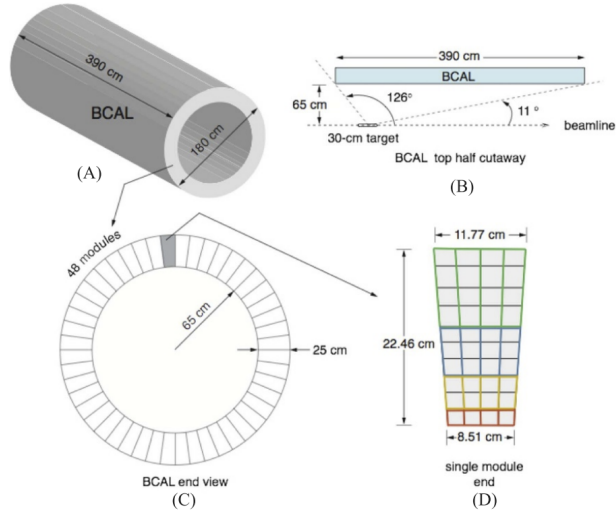 390 cm
BCAL
180 cm
(A)
390 cm
BCAL
65 cm
126°
11 °
30-cm target
beamline
BCAL top half cutaway
(B)
48 modules
65 cm
25 cm
BCAL end view
(C)
11.77 cm
22.46 cm
8.51 cm
single module
end
(D)